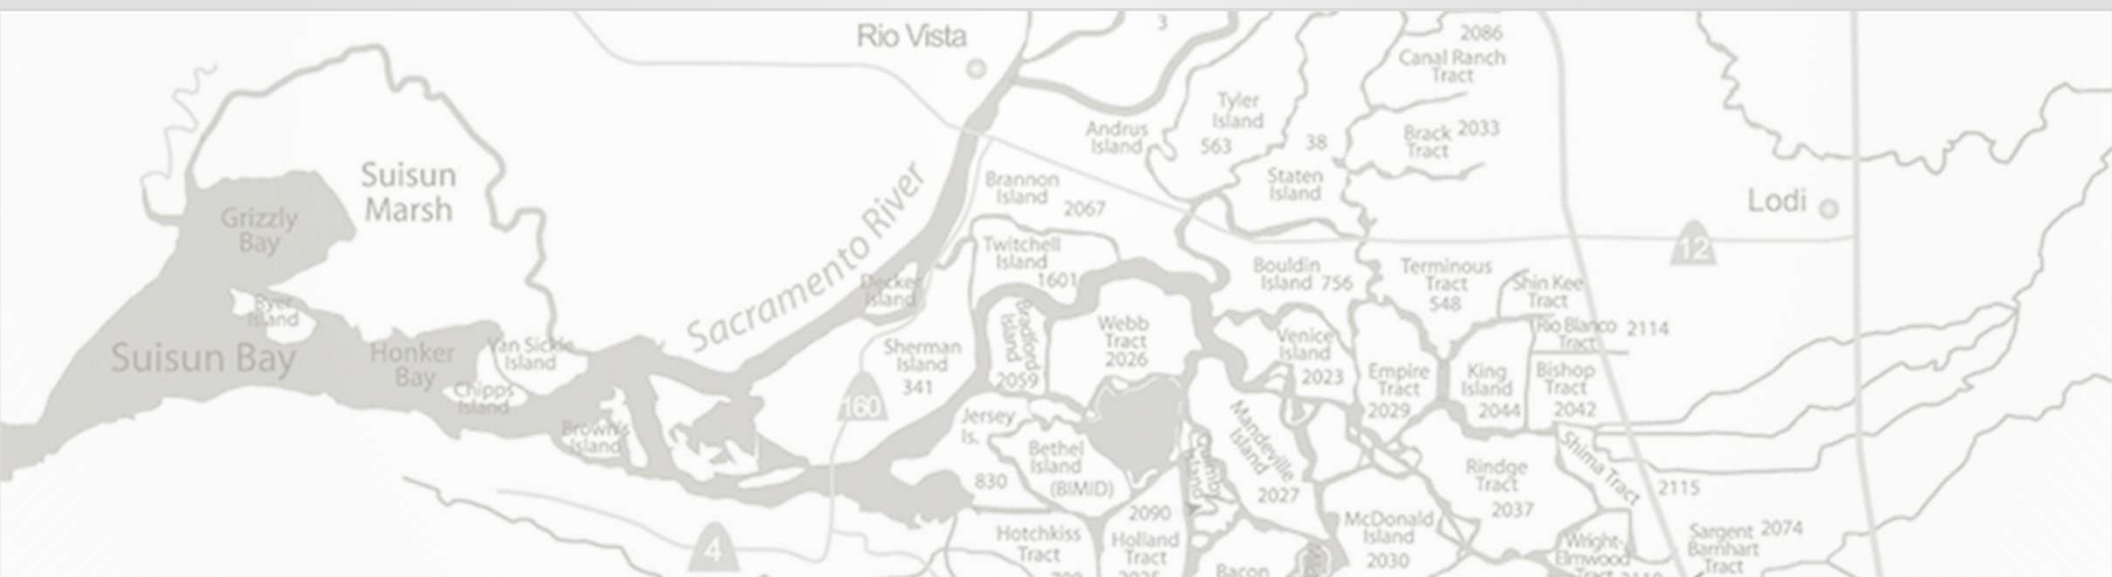 Rio Vista
3
2086
Canal Ranch
Tract
Tyler
Island
563
Andrus
Island
38
Brack 2033
Tract
Suisun
Marsh
Staten
Island
Brannon
Island
2067
Lodi
Grizzly
Bay
Sacramento River
12
Twitchell
Island
1601
Bouldin
Island 756
Terminous
Tract
548
Shin Kee
Tract
Decker
Island
Ryer
Island
Bradford
Island
2059
Webb
Tract
2026
Rio Blanco 2114
Tract
Suisun Bay
Honker
Bay
Van Sickle
Island
Sherman
Island
341
Venice
Island
2023
Empire
Tract
2029
King
Island
2044
Bishop
Tract
2042
Chipps
Island
160
Jersey
Is.
830
Brown's
Island
Bethel
Island
(BIMID)
Quimby
Island
Mandeville
Island
2027
Rindge
Tract
2037
Shima Tract
2115
2090
Holland
Tract
Hotchkiss
Tract
McDonald
Island
2030
Sargent 2074
Barnhart
Tract
Wright-
Elmwood
Tract
4
Bacon